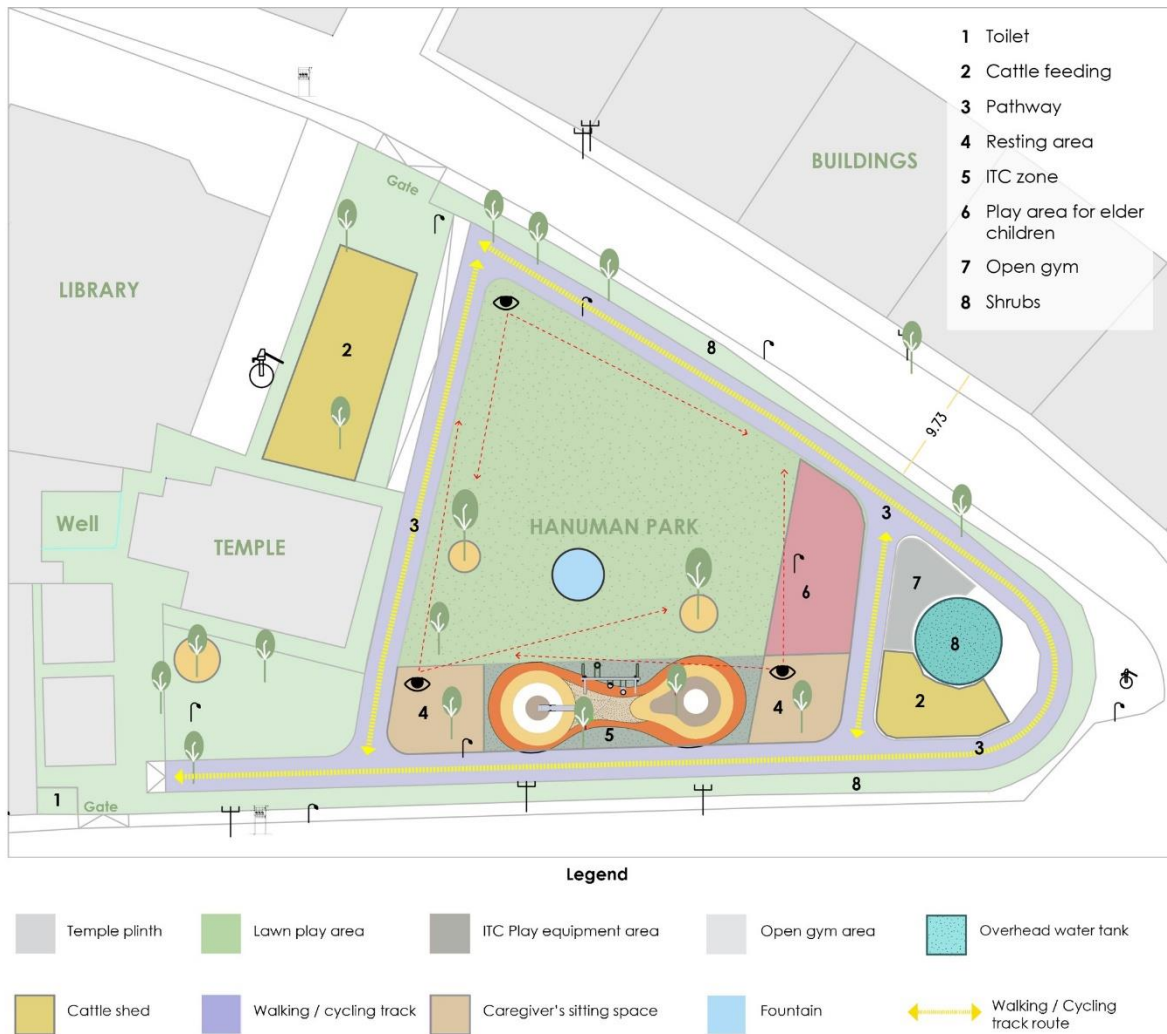 1 Toilet
2 Cattle feeding
3 Pathway
4 Resting area
5 ITC zone
6 Play area for elder
children
7 Open gym
8 Shrubs
BUILDINGS
Gate
LIBRARY
2
8
9.73
Well
TEMPLE
3
HANUMAN PARK
3
7
6
8
2
4
5
4
3
8
1
Gate
Legend
Temple plinth
Lawn play area
ITC Play equipment area
Open gym area
Overhead water tank
Cattle shed
Walking / cycling track
Caregiver's sitting space
Fountain
Walking / Cycling
track route